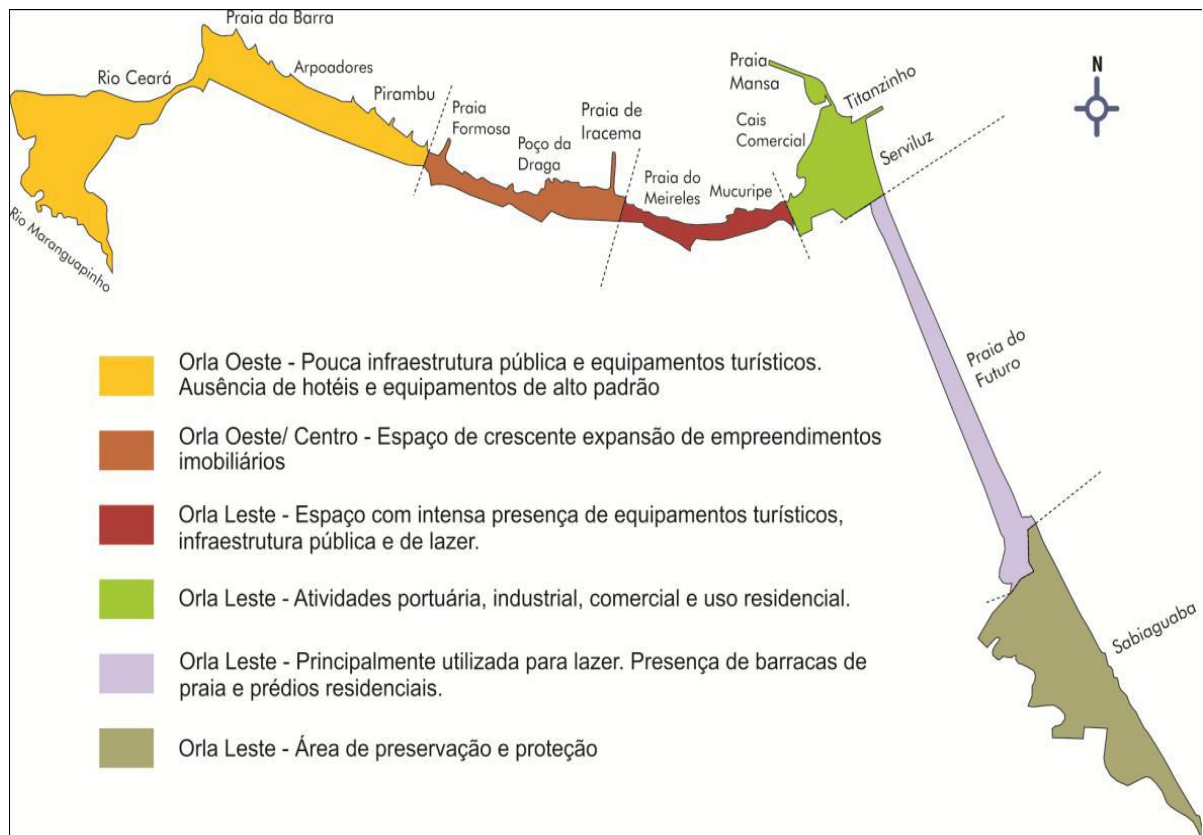 Praia da Barra
Rio Ceará
Arpoadores
Pirambu
Praia
Formosa
Poço da
Draga
Praia de
Iracema
Praia do
Meireles
Mucuripe
Praia
Mansa
Cais
Comercial
Titanzinho
Serviluz
N
Rio Maranguapinho
Praia do
Futuro
Sabiaguaba
Orla Oeste - Pouca infraestrutura pública e equipamentos turísticos.
Ausência de hotéis e equipamentos de alto padrão
Orla Oeste/ Centro - Espaço de crescente expansão de empreendimentos
imobiliários
Orla Leste - Espaço com intensa presença de equipamentos turísticos,
infraestrutura pública e de lazer.
Orla Leste - Atividades portuária, industrial, comercial e uso residencial.
Orla Leste - Principalmente utilizada para lazer. Presença de barracas de
praia e prédios residenciais.
Orla Leste - Área de preservação e proteção